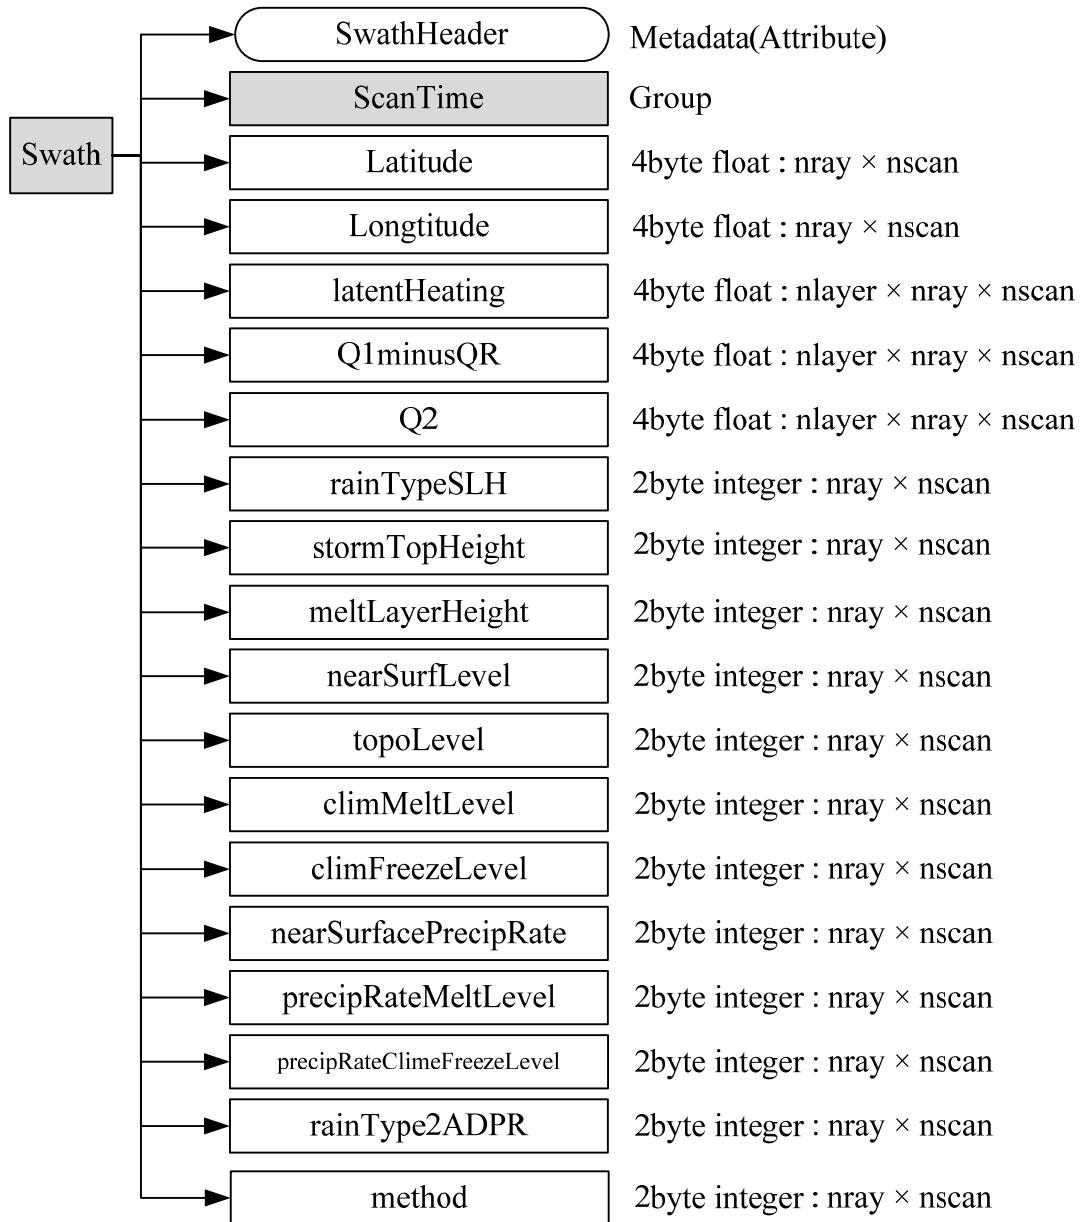 SwathHeader Metadata(Attribute)
ScanTime Group
Swath
Latitude 4byte float : nray × nscan
Longtitude 4byte float : nray × nscan
latentHeating 4byte float : nlayer × nray × nscan
Q1minusQR 4byte float : nlayer × nray × nscan
Q2 4byte float : nlayer × nray × nscan
rainTypeSLH 2byte integer : nray × nscan
stormTopHeight 2byte integer : nray × nscan
meltLayerHeight 2byte integer : nray × nscan
nearSurfLevel 2byte integer : nray × nscan
topoLevel 2byte integer : nray × nscan
climMeltLevel 2byte integer : nray × nscan
climFreezeLevel 2byte integer : nray × nscan
nearSurfacePrecipRate 2byte integer : nray × nscan
precipRateMeltLevel 2byte integer : nray × nscan
precipRateClimeFreezeLevel 2byte integer : nray × nscan
rainType2ADPR 2byte integer : nray × nscan
method 2byte integer : nray × nscan